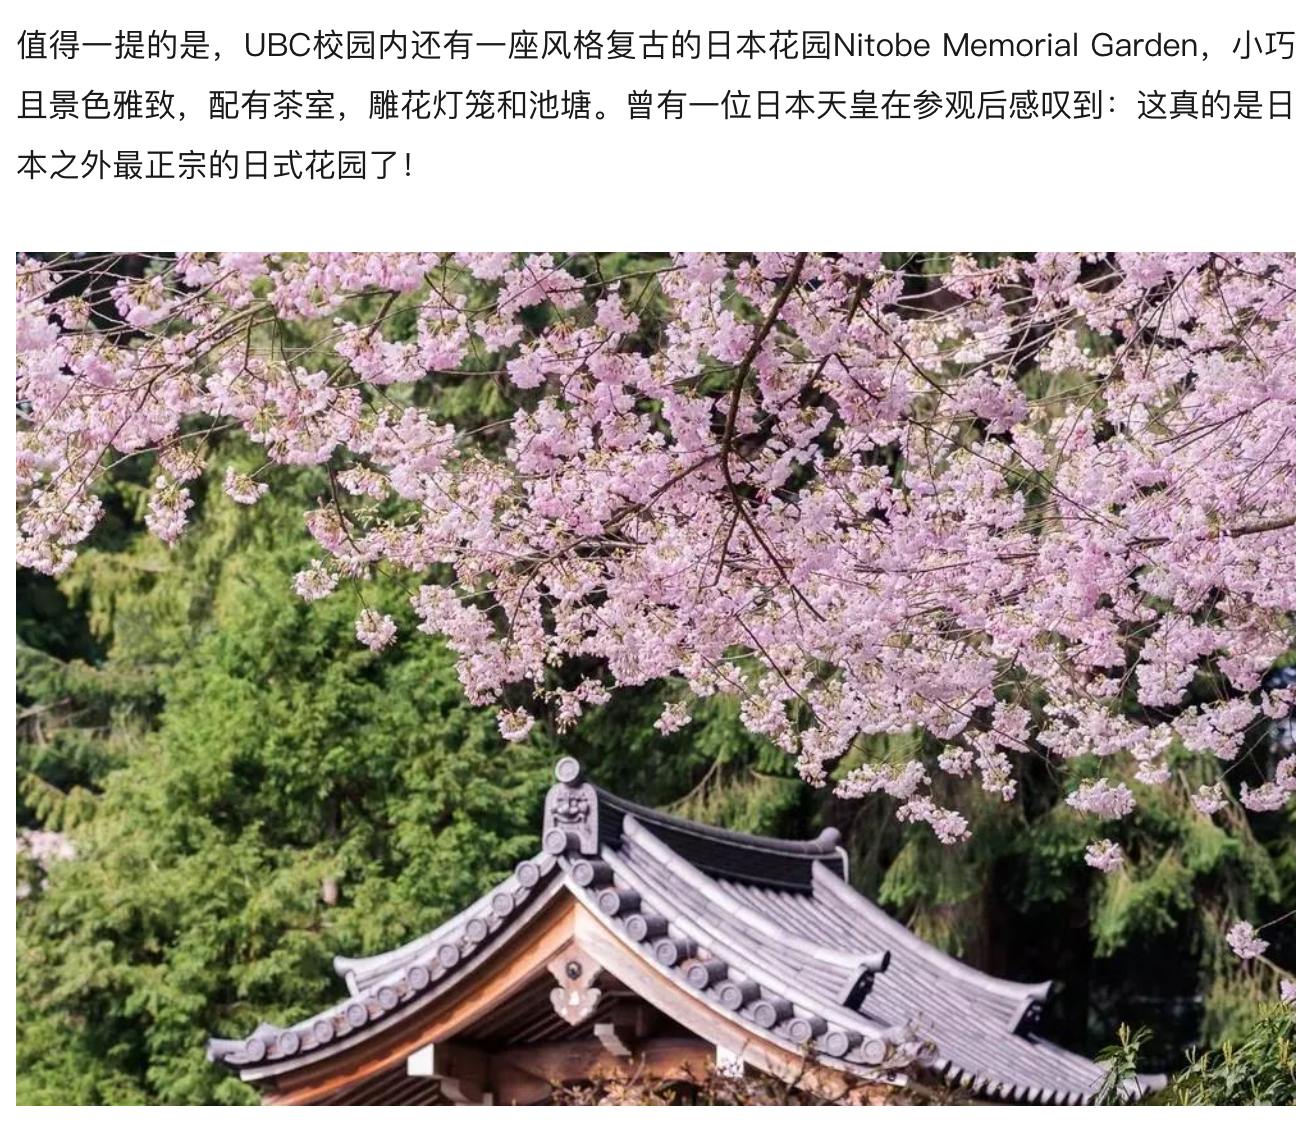 值得一提的是，UBC校园内还有一座风格复古的日本花园Nitobe Memorial Garden，小巧
且景色雅致，配有茶室，雕花灯笼和池塘。曾有一位日本天皇在参观后感叹到：这真的是日
本之外最正宗的日式花园了！